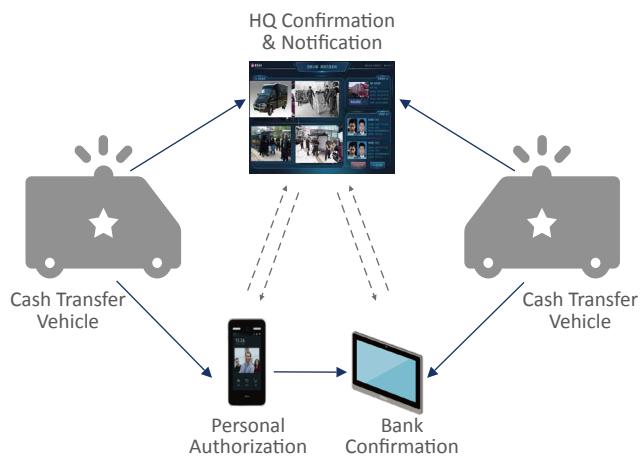 HQ Confirmation
& Notification
Cash Transfer
Vehicle
Cash Transfer
Vehicle
Personal
Authorization
Bank
Confirmation